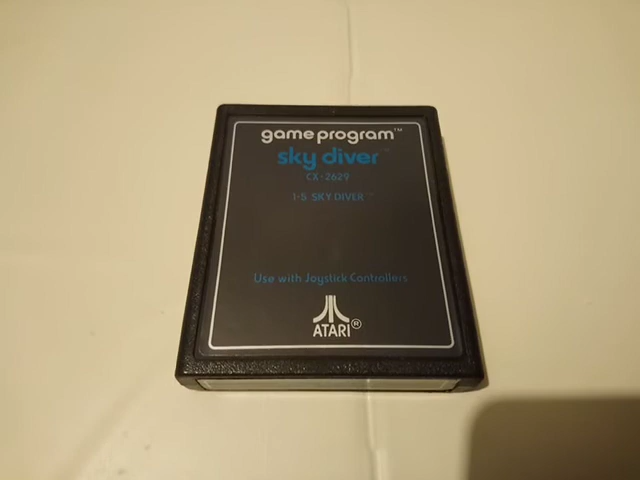 game program™
sky diver™
CX-2629
1-5 SKY DIVER™
Use with Joystick Controllers
ATARI®